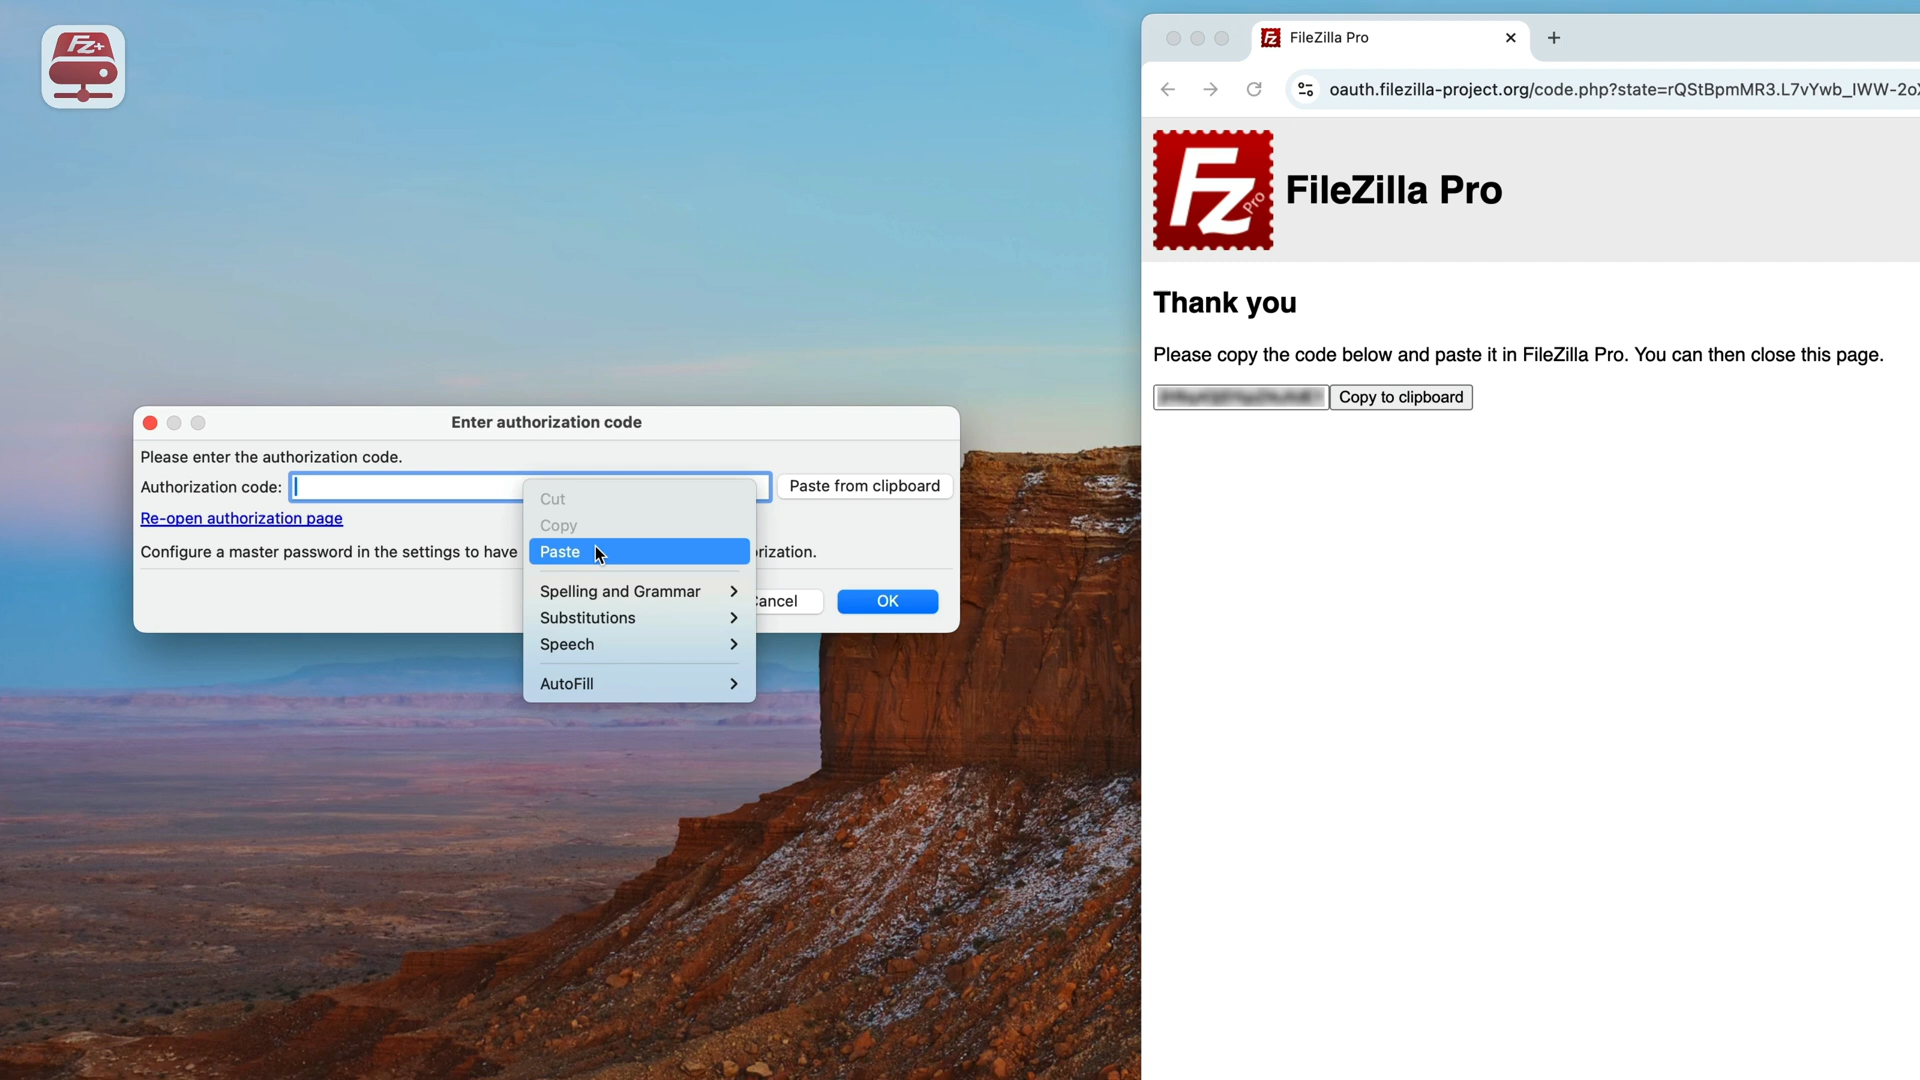 Fz+
FileZilla Pro
oauth.filezilla-project.org/code.php?state=rQStBpmMR3.L7vYwb_IWW-2o
Fz Pro
FileZilla Pro
Thank you
Please copy the code below and paste it in FileZilla Pro. You can then close this page.
Copy to clipboard
Enter authorization code
Please enter the authorization code.
Authorization code:
Paste from clipboard
Re-open authorization page
Configure a master password in the settings to have
OK
Cut
Copy
Paste
Spelling and Grammar
Substitutions
Speech
AutoFill